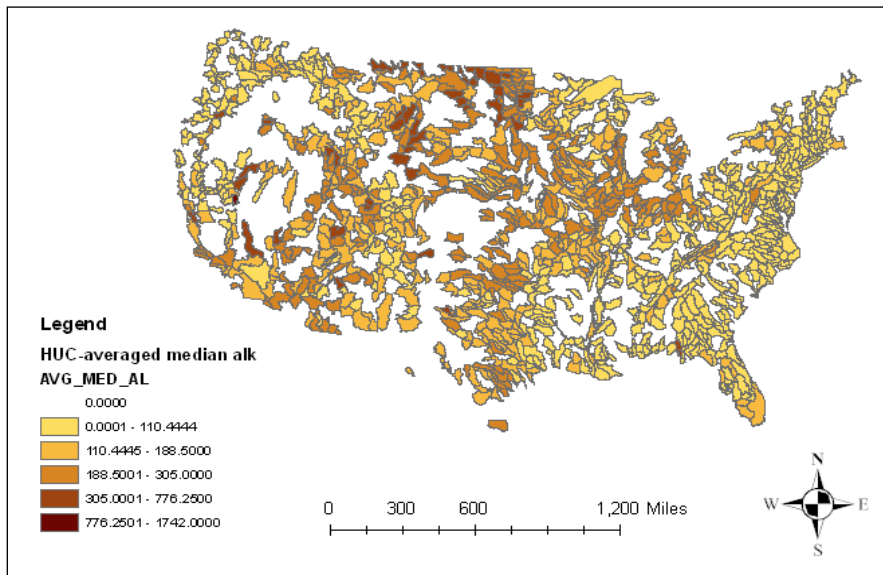 Legend
HUC-averaged median alk
AVG_MED_AL
0.0000
0.0001 - 110.4444
110.4445 - 188.5000
188.5001 - 305.0000
305.0001 - 776.2500
776.2501 - 1742.0000
0 300 600 1,200 Miles
N
W E
S